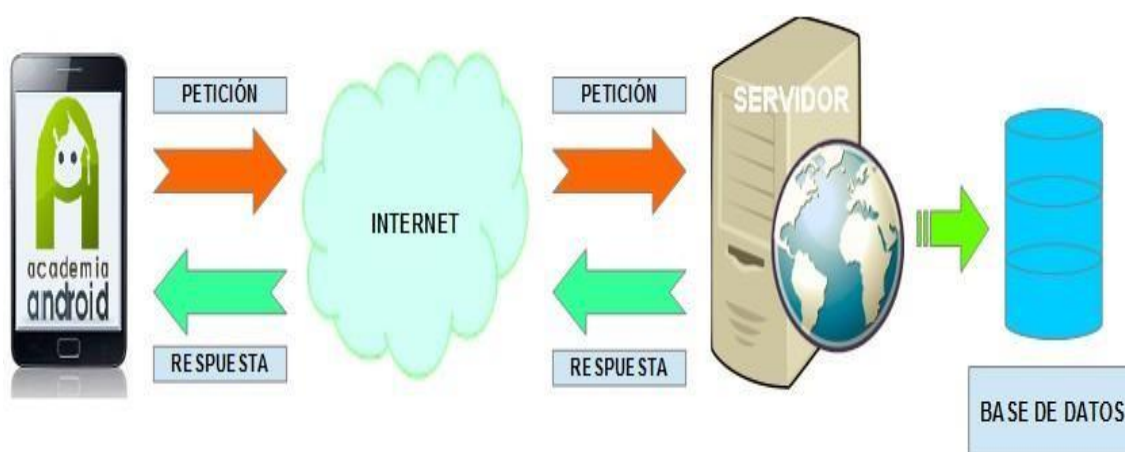 PETICIÓN
PETICIÓN
SERVIDOR
INTERNET
academia
android
RESPUESTA
RESPUESTA
BASE DE DATOS